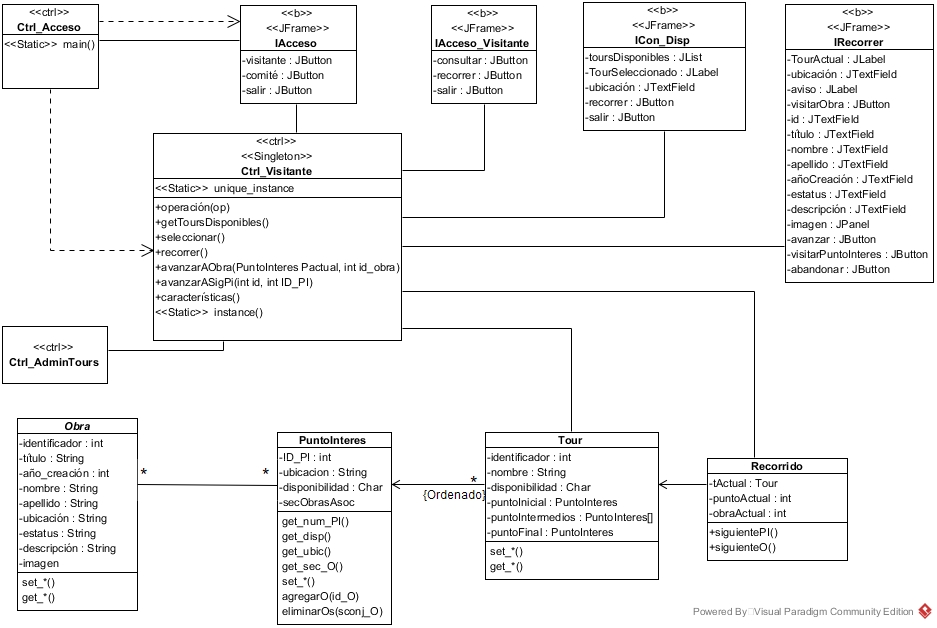 <<ctrl>>
Ctrl_Acceso
<<Static>> main()
<<b>>
<<JFrame>>
IAcceso
-visitante : JButton
-comité : JButton
-salir : JButton
<<b>>
<<JFrame>>
IAcceso_Visitante
-consultar : JButton
-recorrer : JButton
-salir : JButton
<<b>>
<<JFrame>>
ICon_Disp
-toursDisponibles : JList
-TourSeleccionado : JLabel
-ubicación : JTextField
-recorrer : JButton
-salir : JButton
<<b>>
<<JFrame>>
IRecorrer
-TourActual : JLabel
-ubicación : JTextField
-aviso : JLabel
-visitarObra : JButton
-id : JTextField
-título : JTextField
-nombre : JTextField
-apellido : JTextField
-añoCreación : JTextField
-estatus : JTextField
-descripción : JTextField
-imagen : JPanel
-avanzar : JButton
-visitarPuntoInteres : JButton
-abandonar : JButton
<<ctrl>>
<<Singleton>>
Ctrl_Visitante
<<Static>> unique_instance
+operación(op)
+getToursDisponibles()
+seleccionar()
+recorrer()
+avanzarAObra(PuntoInteres Pactual, int id_obra)
+avanzarASigPi(int id, int ID_PI)
+características()
<<Static>> instance()
<<ctrl>>
Ctrl_AdminTours
Obra
-identificador : int
-título : String
-año_creación : int
-nombre : String
-apellido : String
-ubicación : String
-estatus : String
-descripción : String
-imagen
set_*()
get_*()
*
*
PuntoInteres
-ID_PI : int
-ubicacion : String
-disponibilidad : Char
-secObrasAsoc
get_num_PI()
get_disp()
get_ubic()
get_sec_O()
set_*()
agregarO(id_O)
eliminarOs(sconj_O)
*
{Ordenado}
Tour
-identificador : int
-nombre : String
-disponibilidad : Char
-puntoInicial : PuntoInteres
-puntoIntermedios : PuntoInteres[]
-puntoFinal : PuntoInteres
set_*()
get_*()
Recorrido
-tActual : Tour
-puntoActual : int
-obraActual : int
+siguientePI()
+siguienteO()
Powered By Visual Paradigm Community Edition